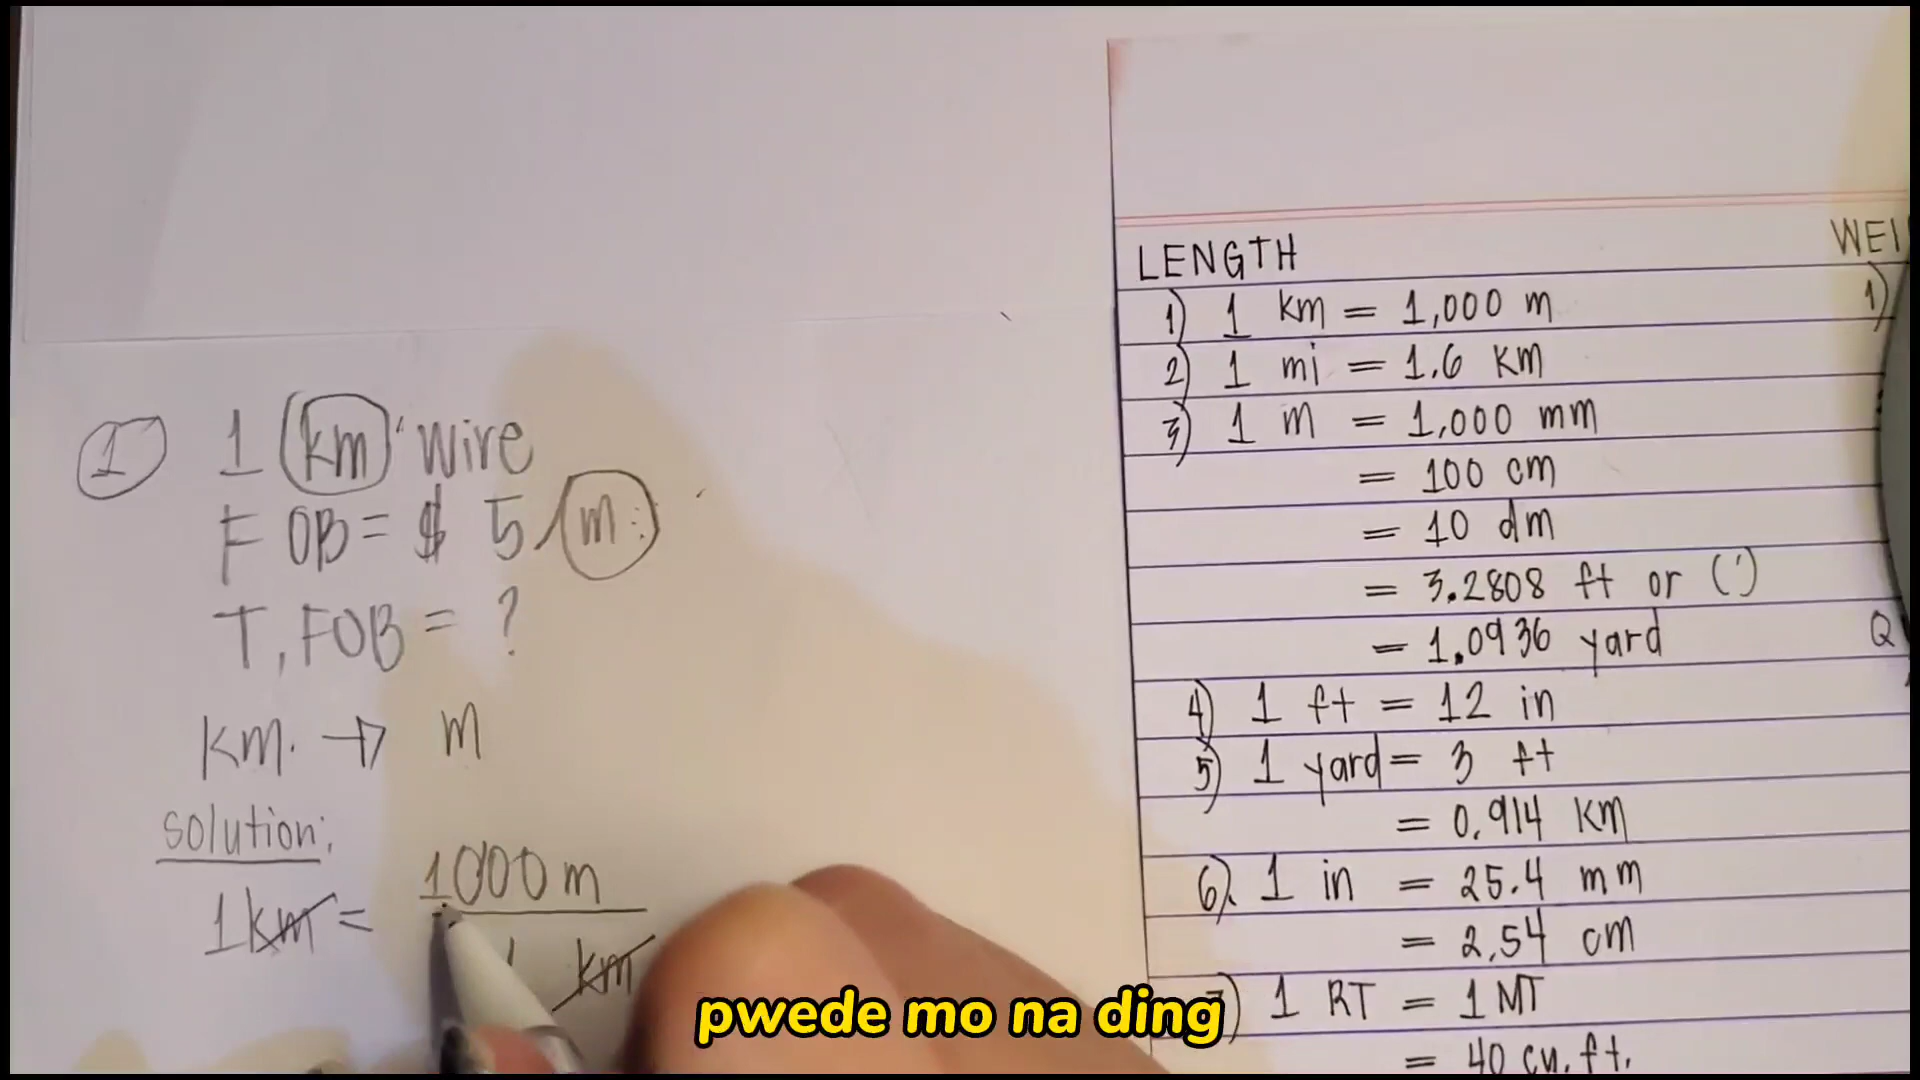 1 km wire
FOB = $ 5/m
T, FOB = ?
km → m
solution:
1km = 1000 m
1 km
LENGTH
1) 1 km = 1,000 m
2) 1 mi = 1.6 km
3) 1 m = 1,000 mm
= 100 cm
= 10 dm
= 3.2808 ft or (')
= 1.0936 yard
4) 1 ft = 12 in
5) 1 yard = 3 ft
= 0.914 km
6). 1 in = 25.4 mm
= 2.54 cm
7) 1 RT = 1 MT
= 40 cu. ft.
WEI
1)
Q
pwede mo na ding